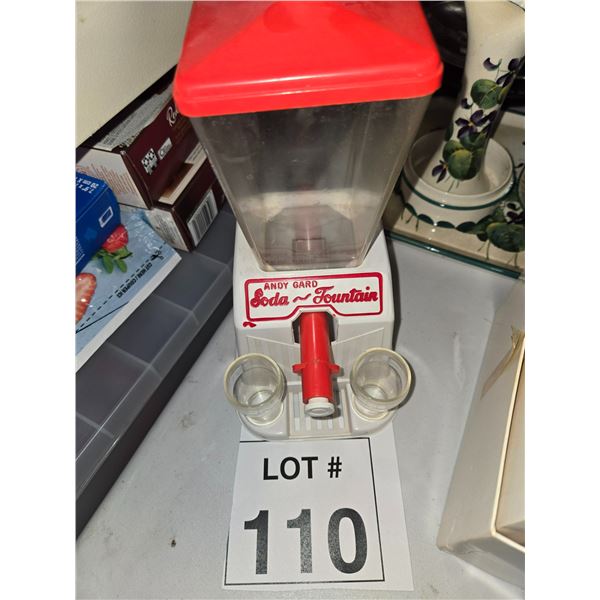 ANDY GARD
Soda ~ Fountain
LOT #
110